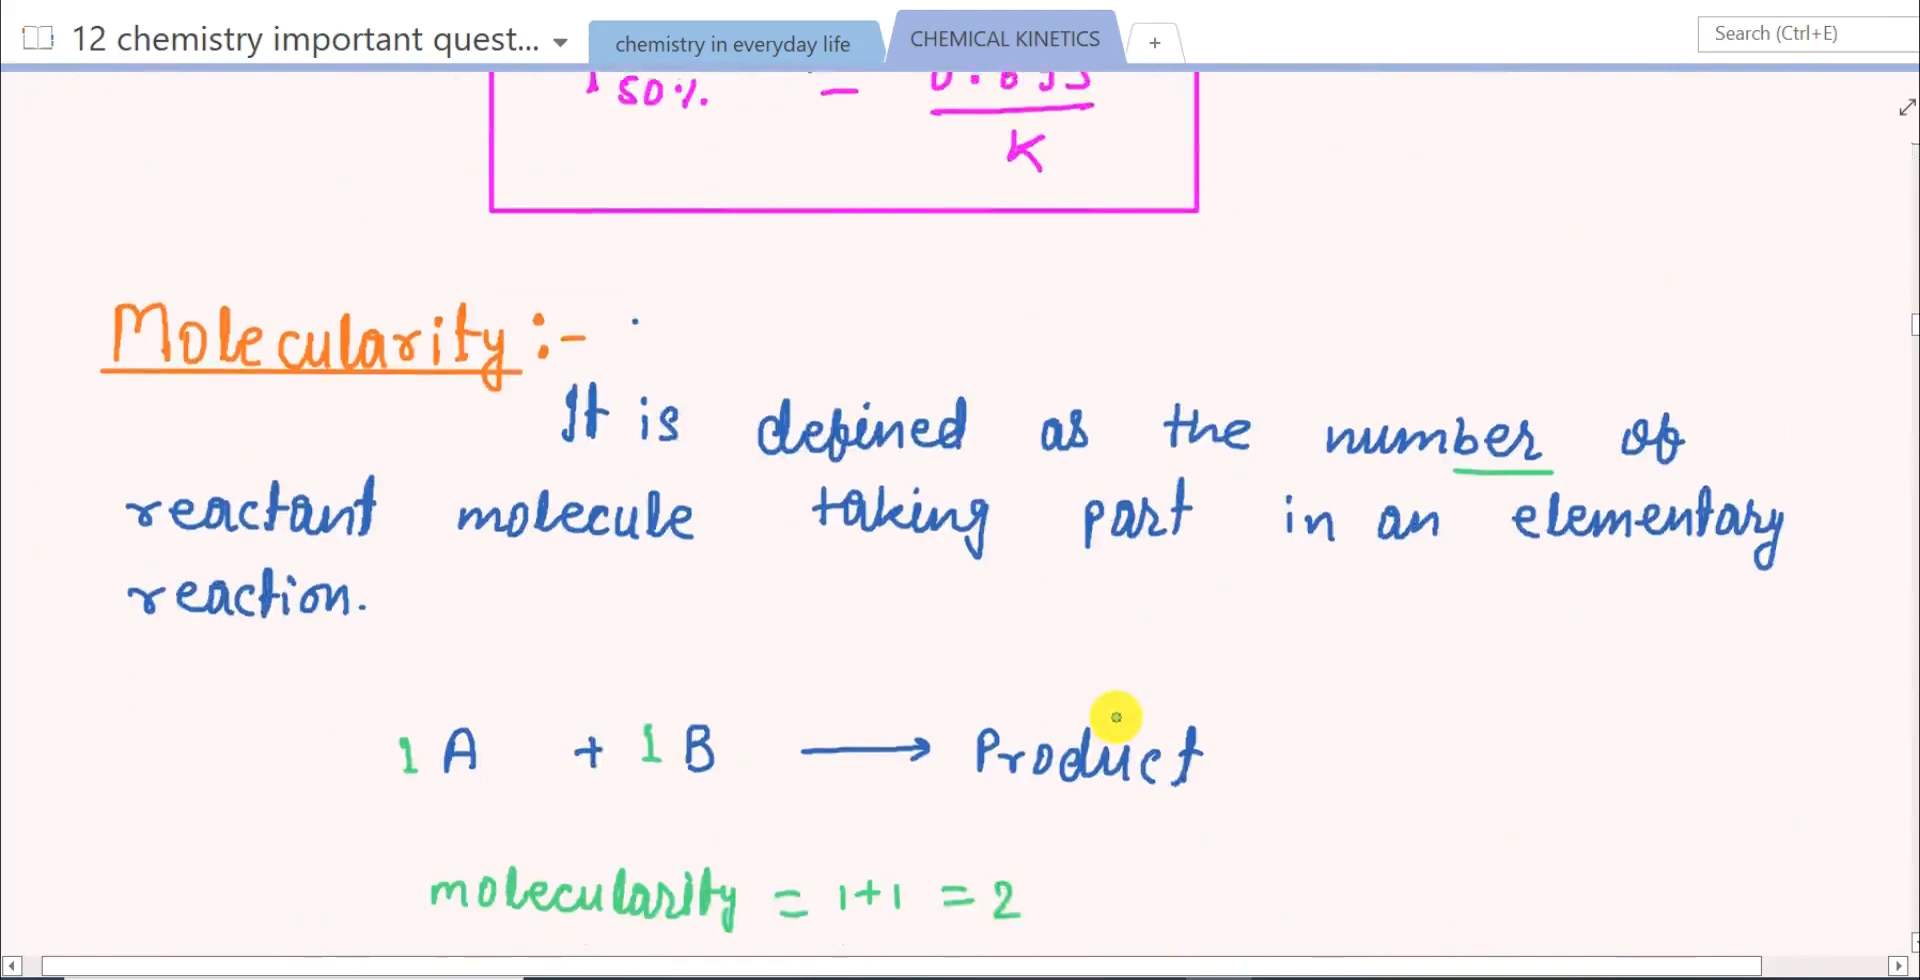 12 chemistry important quest...
chemistry in everyday life
CHEMICAL KINETICS
+
Search (Ctrl+E)
50% =
K
Molecularity :-
It is defined as the number of
reactant molecule taking part in an elementary
reaction.
1 A + 1 B ⟶ Product
molecularity = 1+1 = 2